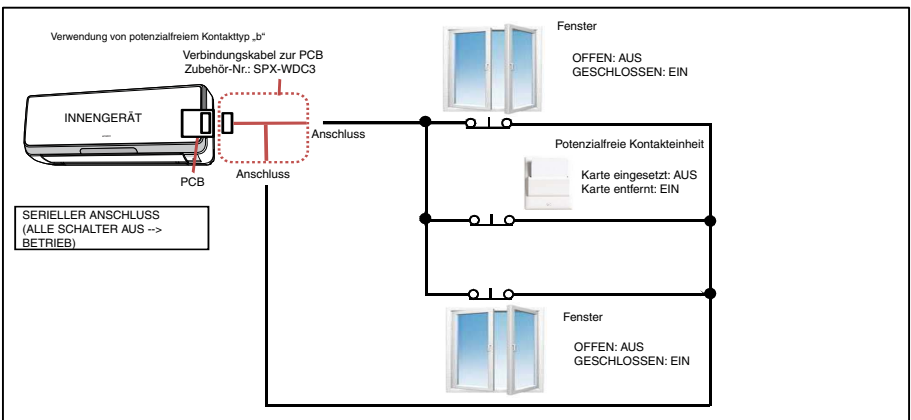 Verwendung von potenzialfreiem Kontakttyp „b“
Verbindungskabel zur PCB
Zubehör-Nr.: SPX-WDC3
INNENGERÄT
PCB
Anschluss
Anschluss
SERIELLER ANSCHLUSS
(ALLE SCHALTER AUS -->
BETRIEB)
Fenster
OFFEN: AUS
GESCHLOSSEN: EIN
Potenzialfreie Kontakteinheit
Karte eingesetzt: AUS
Karte entfernt: EIN
Fenster
OFFEN: AUS
GESCHLOSSEN: EIN